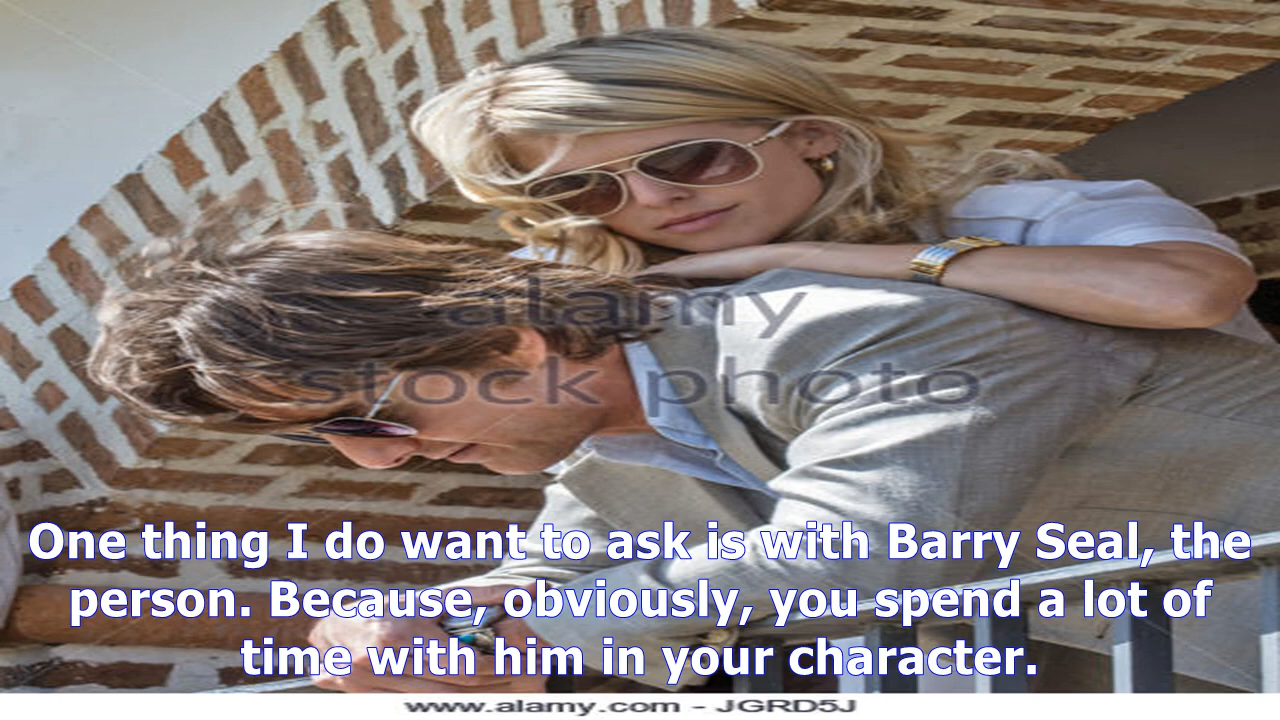 alamy
stock photo
One thing I do want to ask is with Barry Seal, the
person. Because, obviously, you spend a lot of
time with him in your character.
www.alamy.com - JGRD5J